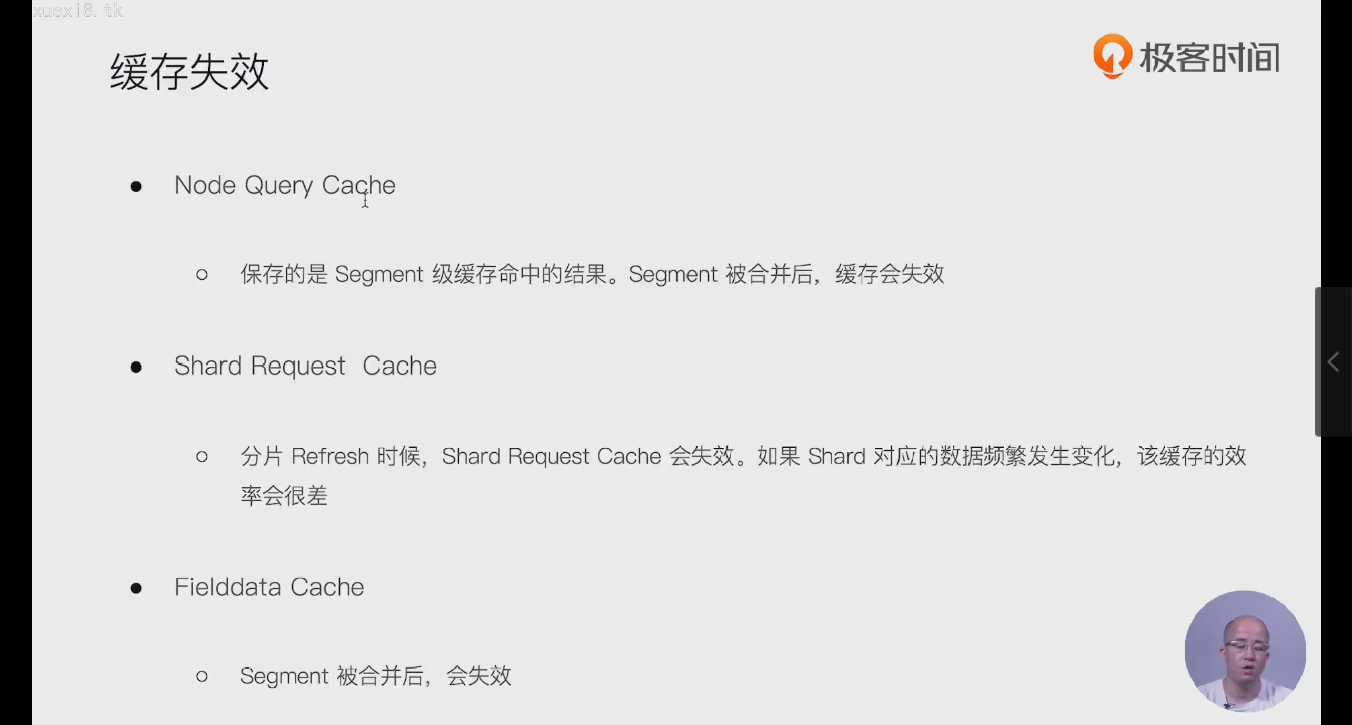 xuexi8.tk
极客时间
缓存失效
Node Query Cache
保存的是 Segment 级缓存命中的结果。Segment 被合并后，缓存会失效
Shard Request Cache
分片 Refresh 时候，Shard Request Cache 会失效。如果 Shard 对应的数据频繁发生变化，该缓存的效
率会很差
Fielddata Cache
Segment 被合并后，会失效